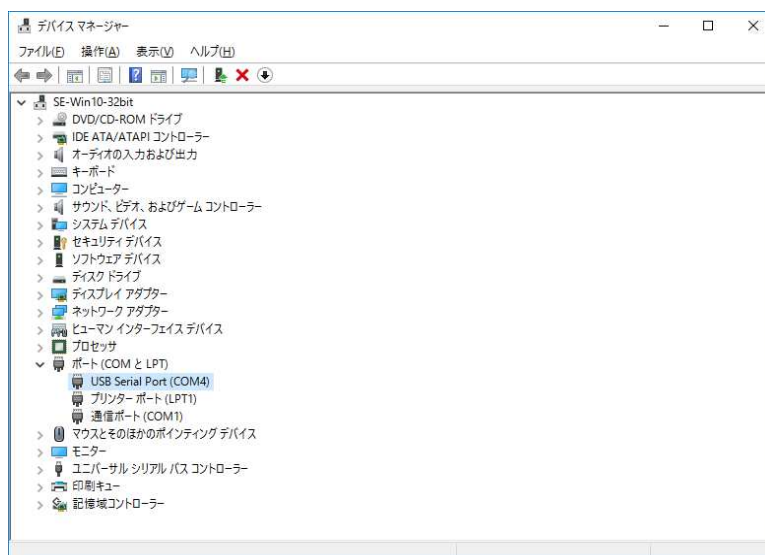 デバイス マネージャー
ファイル(F) 操作(A) 表示(V) ヘルプ(H)
SE-Win10-32bit
DVD/CD-ROM ドライブ
IDE ATA/ATAPI コントローラー
オーディオの入力および出力
キーボード
コンピューター
サウンド、ビデオ、およびゲーム コントローラー
システム デバイス
セキュリティ デバイス
ソフトウェア デバイス
ディスク ドライブ
ディスプレイ アダプター
ネットワーク アダプター
ヒューマン インターフェイス デバイス
プロセッサ
ポート (COM と LPT)
USB Serial Port (COM4)
プリンター ポート (LPT1)
通信ポート (COM1)
マウスとそのほかのポインティング デバイス
モニター
ユニバーサル シリアル バス コントローラー
印刷キュー
記憶域コントローラー